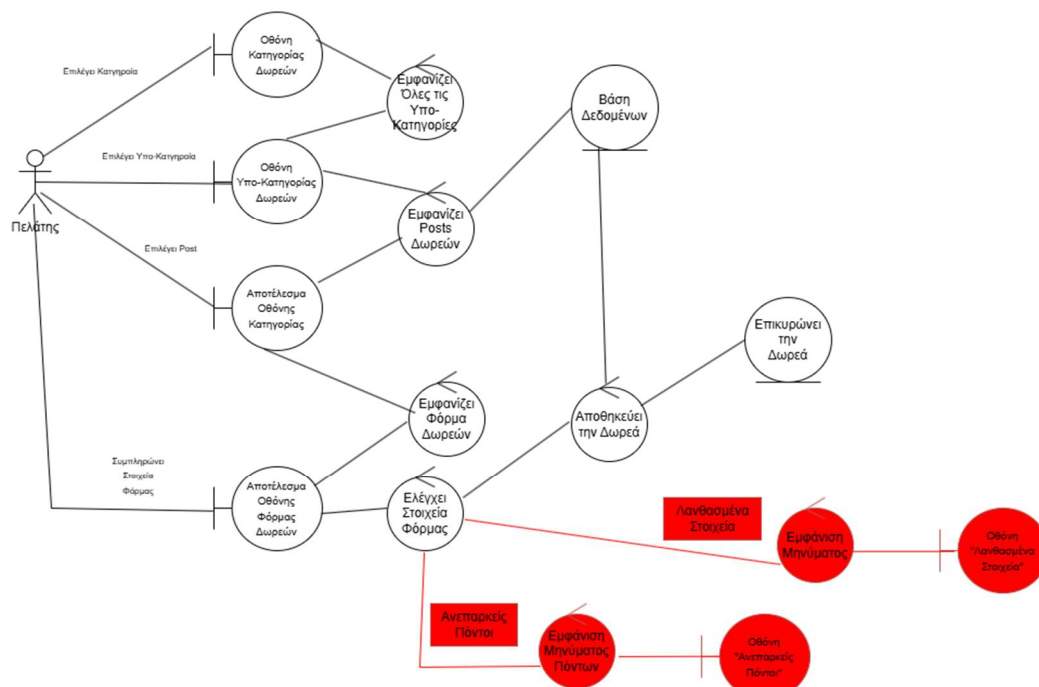 Οθόνη
Κατηγορίας
Δωρεών
Επιλέγει Κατγηροία
Εμφανίζει
Όλες τις
Υπο-
Κατηγορίες
Βάση
Δεδομένων
Επιλέγει Υπο-Κατγηροία
Οθόνη
Υπο-Κατηγορίας
Δωρεών
Πελάτης
Εμφανίζει
Posts
Δωρεών
Επιλέγει Post
Αποτέλεσμα
Οθόνης
Κατηγορίας
Επικυρώνει
την
Δωρεά
Εμφανίζει
Φόρμα
Δωρεών
Αποθηκεύει
την Δωρεά
Συμπληρώνει
Στοιχεία
Φόρμας
Αποτέλεσμα
Οθόνης
Φόρμας
Δωρεών
Ελέγχει
Στοιχεία
Φόρμας
Λανθασμένα
Στοιχεία
Εμφάνιση
Μηνύματος
Οθόνη
"Λανθασμένα
Στοιχεία"
Ανεπαρκείς
Πόντοι
Εμφάνιση
Μηνύματος
Πόντων
Οθόνη
"Ανεπαρκείς
Πόντοι"